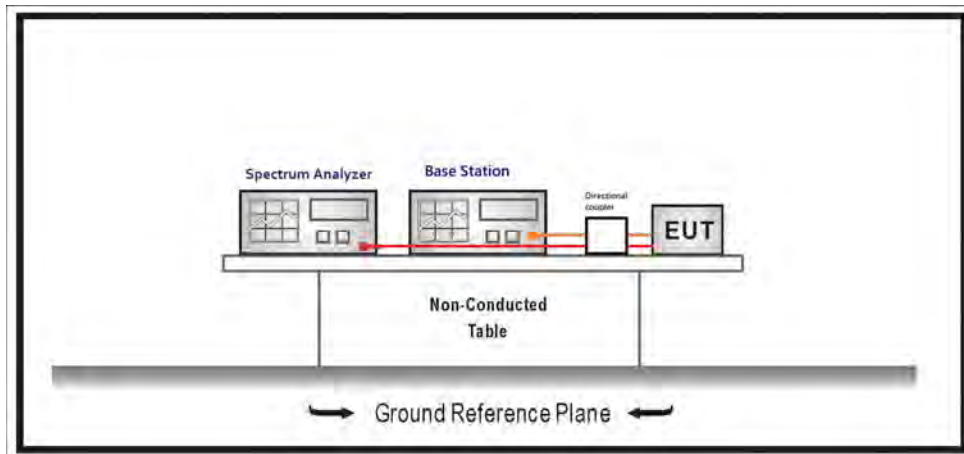 Spectrum Analyzer
Base Station
Directional
coupler
EUT
Non-Conducted
Table
Ground Reference Plane